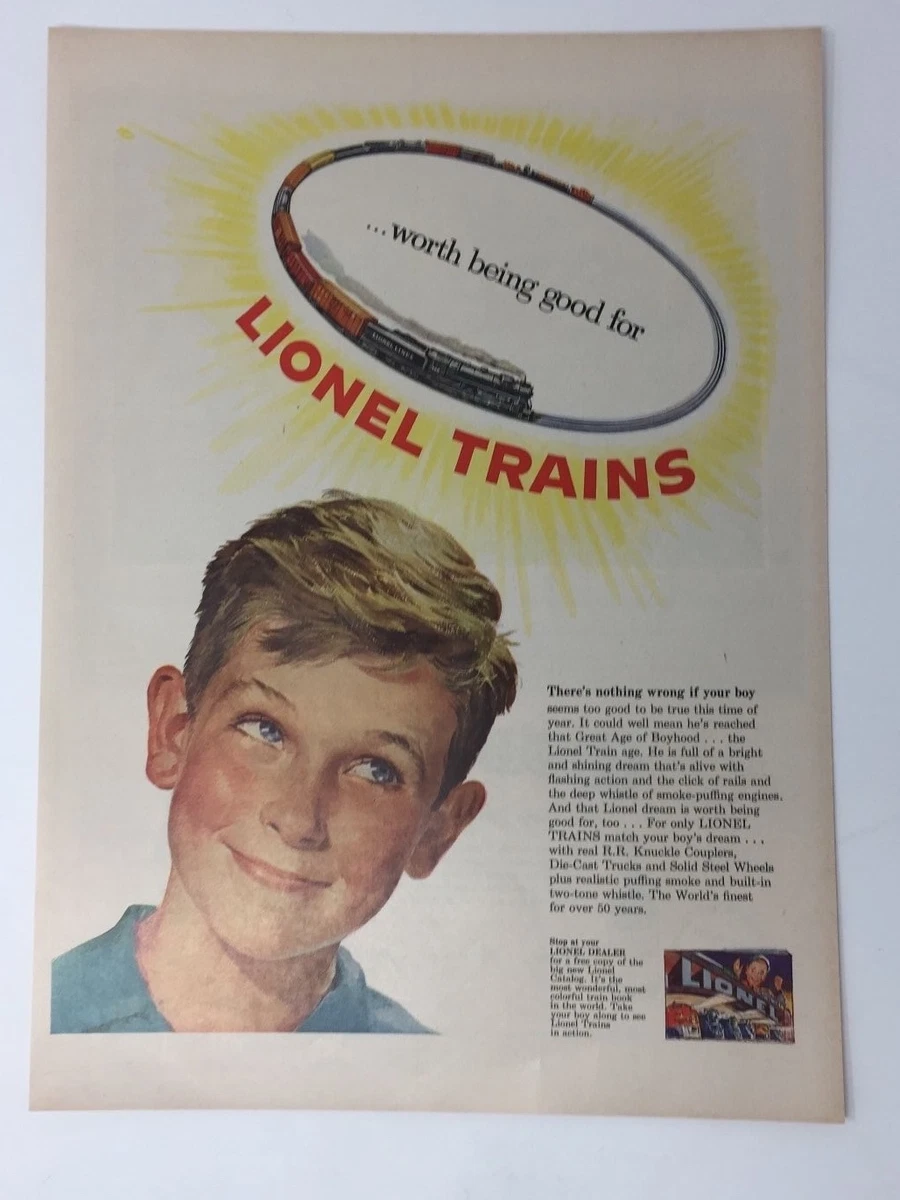 ...worth being good for
LIONEL TRAINS
LIONEL LINES
There's nothing wrong if your boy
seems too good to be true this time of
year. It could well mean he's reached
that Great Age of Boyhood . . . the
Lionel Train age. He is full of a bright
and shining dream that's alive with
flashing action and the click of rails and
the deep whistle of smoke-puffing engines.
And that Lionel dream is worth being
good for, too . . . For only LIONEL
TRAINS match your boy's dream . . .
with real R.R. Knuckle Couplers,
Die-Cast Trucks and Solid Steel Wheels
plus realistic puffing smoke and built-in
two-tone whistle. The World's finest
for over 50 years.
Stop at your
LIONEL DEALER
for a free copy of the
big new Lionel
Catalog. It's the
most wonderful, most
colorful train book
in the world. Take
your boy along to see
Lionel Trains
in action.
LIONEL